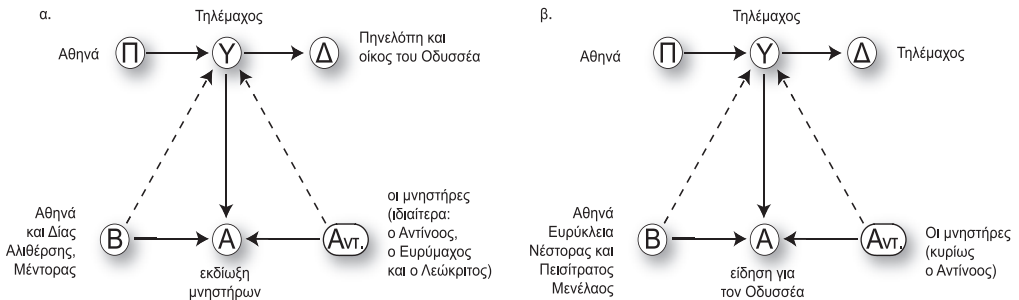 α.
Τηλέμαχος
Αθηνά
Π
Υ
Δ
Πηνελόπη και
οίκος του Οδυσσέα
Αθηνά
και Δίας
Αλιθέρσης,
Μέντορας
Β
Α
Αντ.
οι μνηστήρες
(ιδιαίτερα:
ο Αντίνοος,
ο Ευρύμαχος
και ο Λεώκριτος)
εκδίωξη
μνηστήρων
β.
Τηλέμαχος
Αθηνά
Π
Υ
Δ
Τηλέμαχος
Αθηνά
Ευρύκλεια
Νέστορας και
Πεισίτρατος
Μενέλαος
Β
Α
Αντ.
Οι μνηστήρες
(κυρίως
ο Αντίνοος)
είδηση για
τον Οδυσσέα